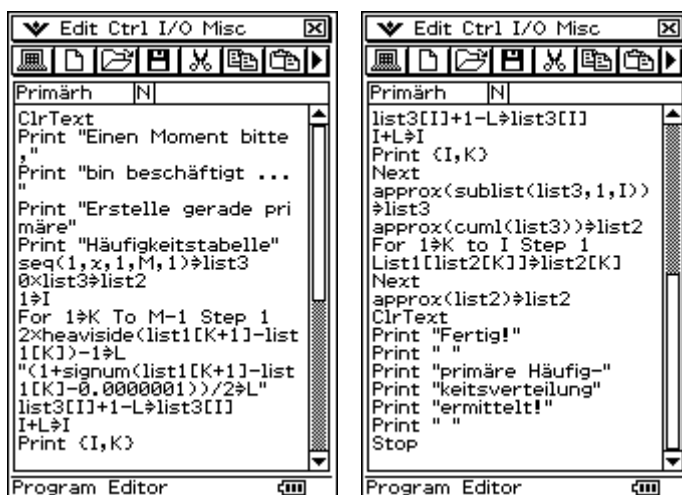 Edit Ctrl I/O Misc
Primärh N
ClrText
Print "Einen Moment bitte
,"
Print "bin beschäftigt ...
"
Print "Erstelle gerade pri
märe"
Print "Häufigkeitstabelle"
seq(1,x,1,M,1)⇒list3
0×list3⇒list2
1⇒I
For 1⇒K To M-1 Step 1
2×heaviside(list1[K+1]-list
1[K])-1⇒L
"(1+signum(list1[K+1]-list
1[K]-0.0000001))/2⇒L"
list3[I]+1-L⇒list3[I]
I+L⇒I
Print {I,K}
Program Editor
Edit Ctrl I/O Misc
Primärh N
list3[I]+1-L⇒list3[I]
I+L⇒I
Print {I,K}
Next
approx(sublist(list3,1,I))
⇒list3
approx(cuml(list3))⇒list2
For 1⇒K to I Step 1
List1[list2[K]]⇒list2[K]
Next
approx(list2)⇒list2
ClrText
Print "Fertig!"
Print " "
Print "primäre Häufig-"
Print "keitsverteilung"
Print "ermittelt!"
Print " "
Stop
Program Editor